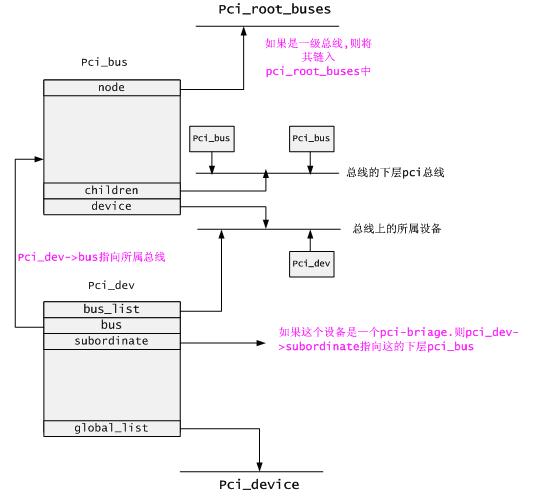 Pci_root_buses
如果是一级总线,则将
其链入
pci_root_buses中
Pci_bus
node
Pci_bus
Pci_bus
总线的下层pci总线
children
device
总线上的所属设备
Pci_dev
Pci_dev->bus指向所属总线
Pci_dev
bus_list
bus
subordinate
如果这个设备是一个pci-briage.则pci_dev-
>subordinate指向这的下层pci_bus
global_list
Pci_device